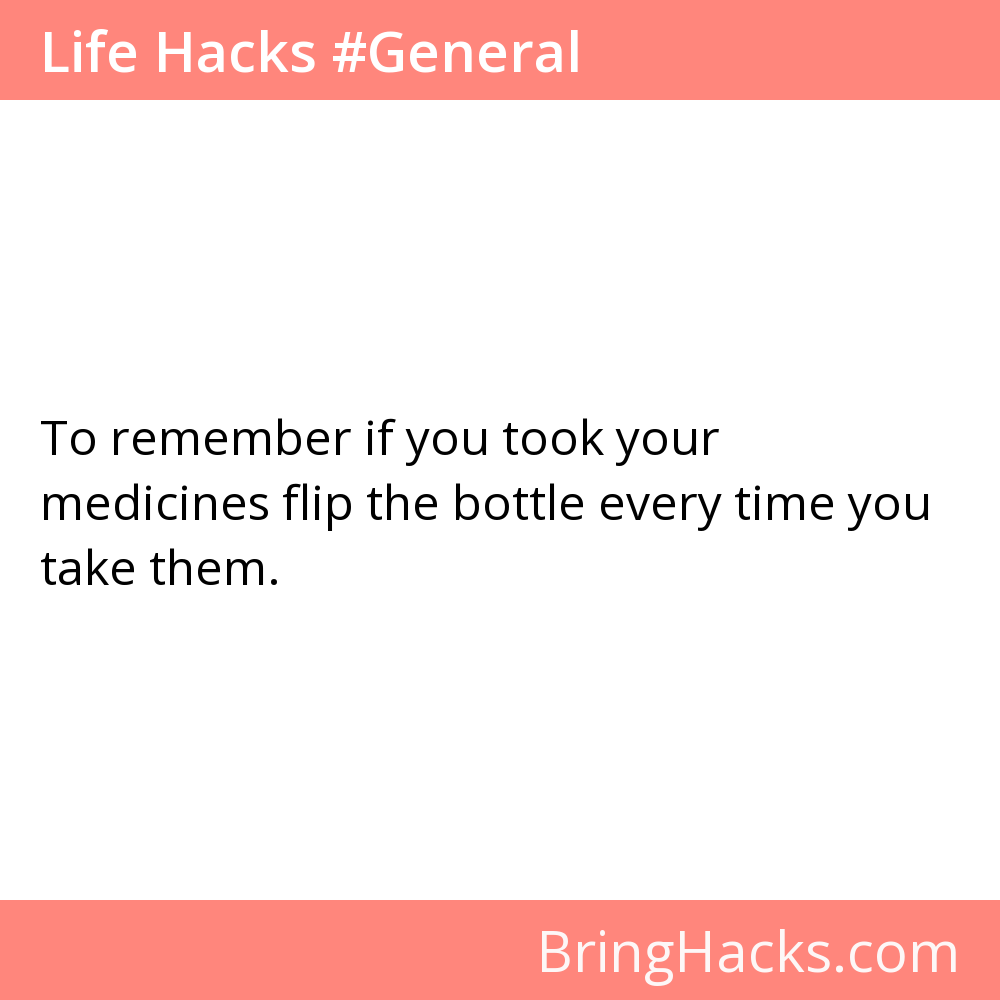 Life Hacks #General
To remember if you took your
medicines flip the bottle every time you
take them.
BringHacks.com